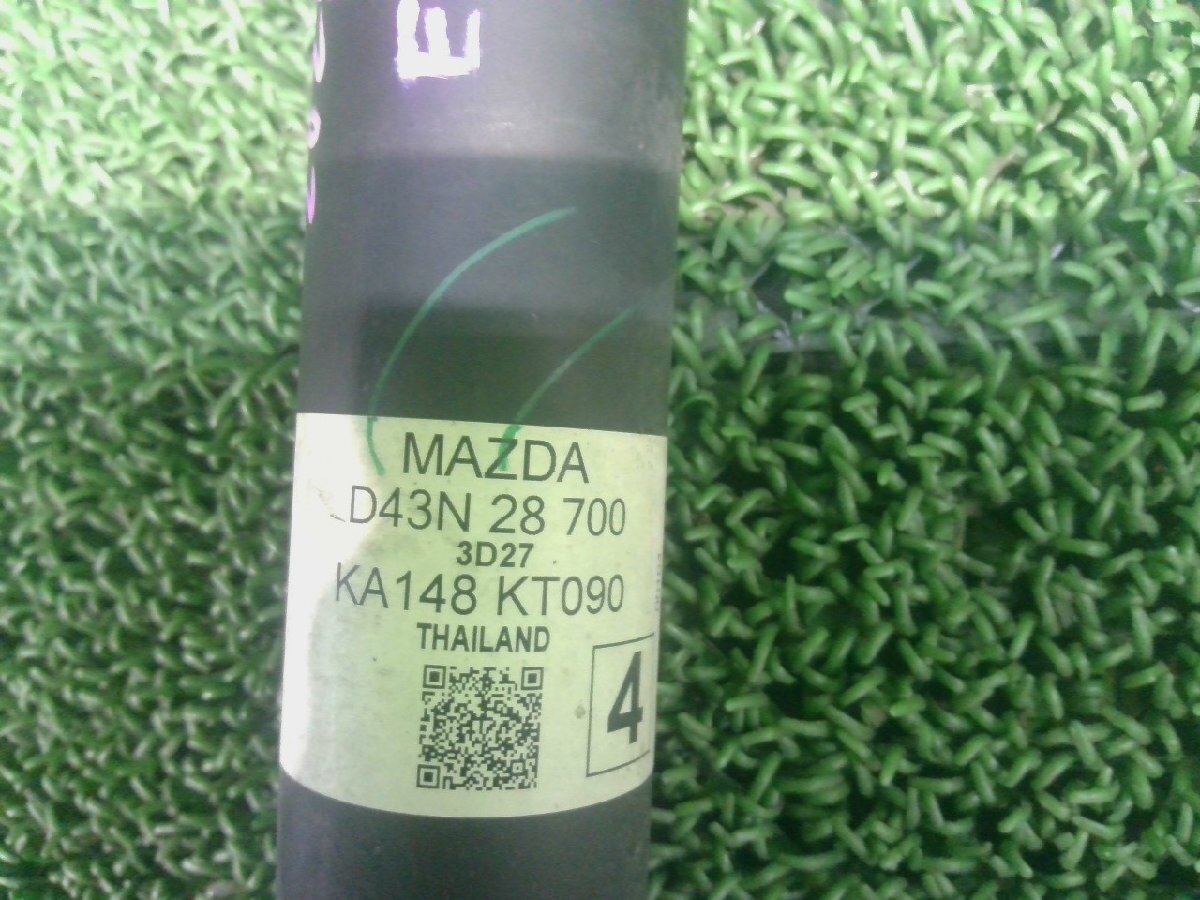 E
MAZDA
D43N 28 700
3D27
KA148 KT090
THAILAND
4